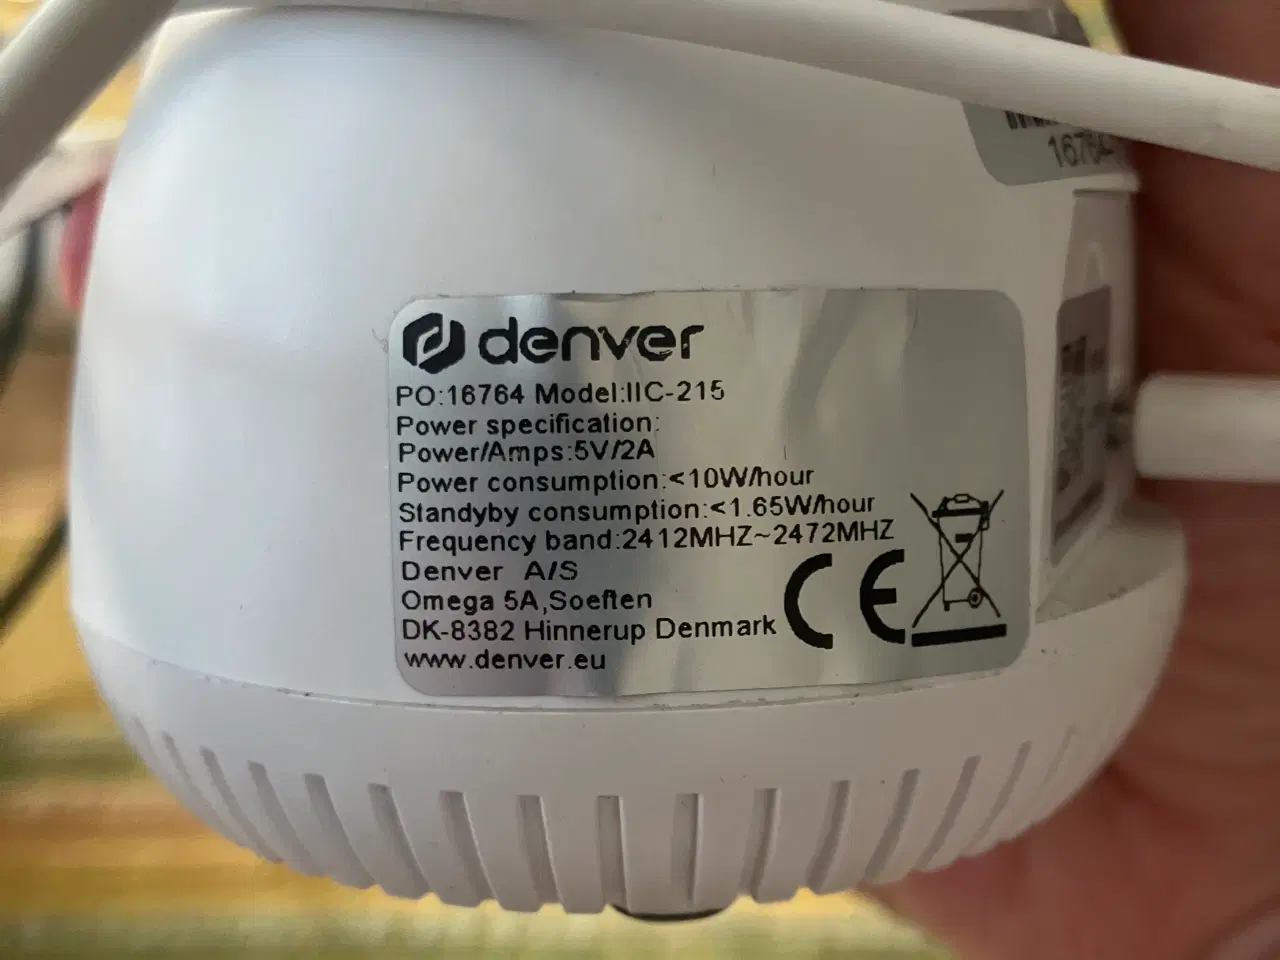 16764
denver
PO:16764 Model:IIC-215
Power specification:
Power/Amps:5V/2A
Power consumption:<10W/hour
Standyby consumption:<1.65W/hour
Frequency band:2412MHZ~2472MHZ
Denver A/S
Omega 5A,Soeften
DK-8382 Hinnerup Denmark
www.denver.eu
CE